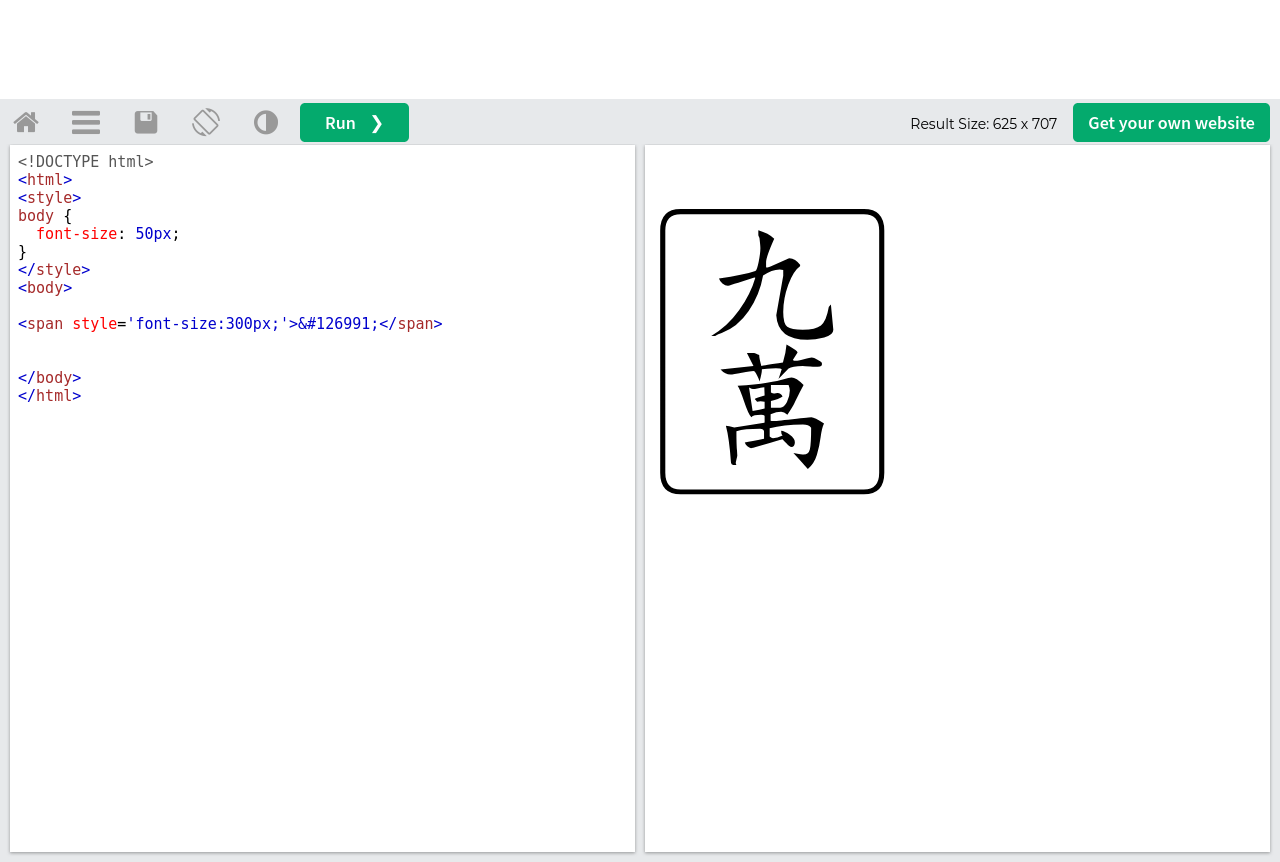 Run ❯
Result Size: 625 x 707
Get your own website
<!DOCTYPE html>
<html>
<style>
body {
  font-size: 50px;
}
</style>
<body>
<span style='font-size:300px;'>&#126991;</span>
</body>
</html>
九
萬